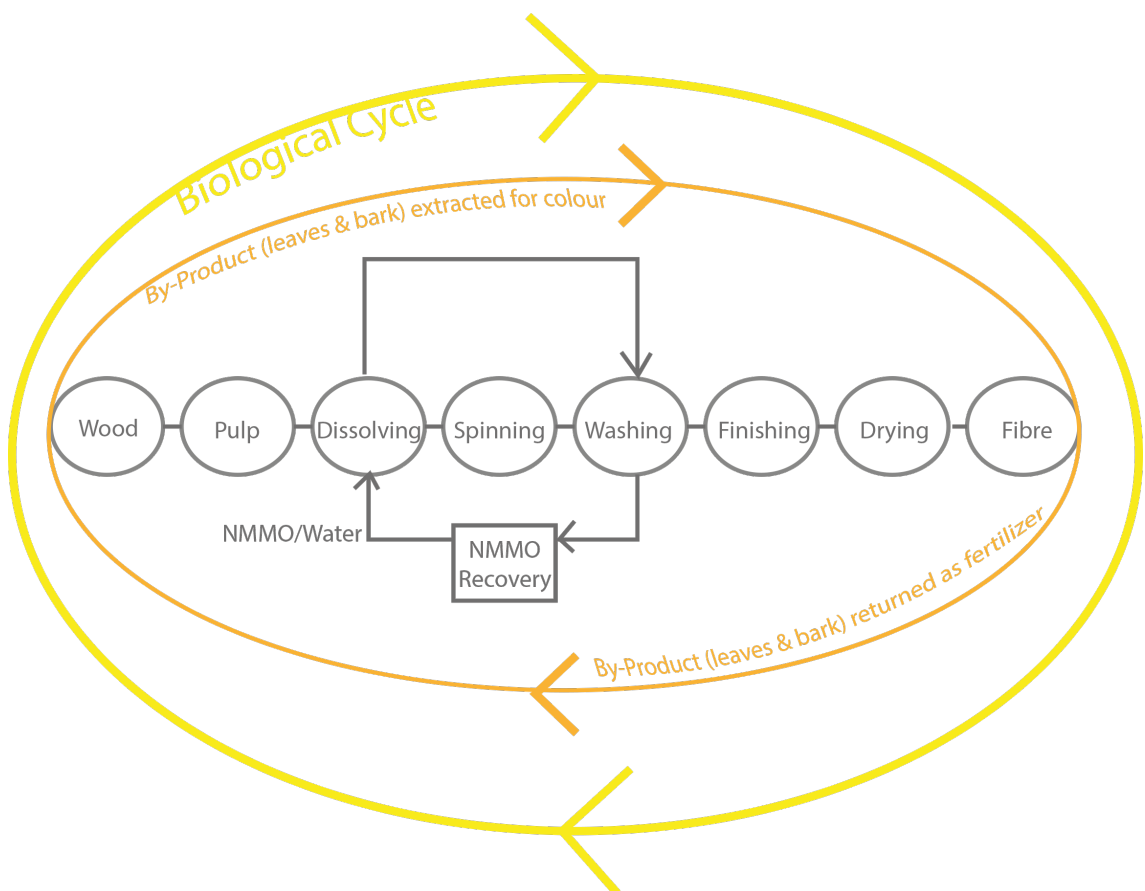 Biological Cycle
By-Product (leaves & bark) extracted for colour
Wood
Pulp
Dissolving
Spinning
Washing
Finishing
Drying
Fibre
NMMO/Water
NMMO
Recovery
By-Product (leaves & bark) returned as fertilizer